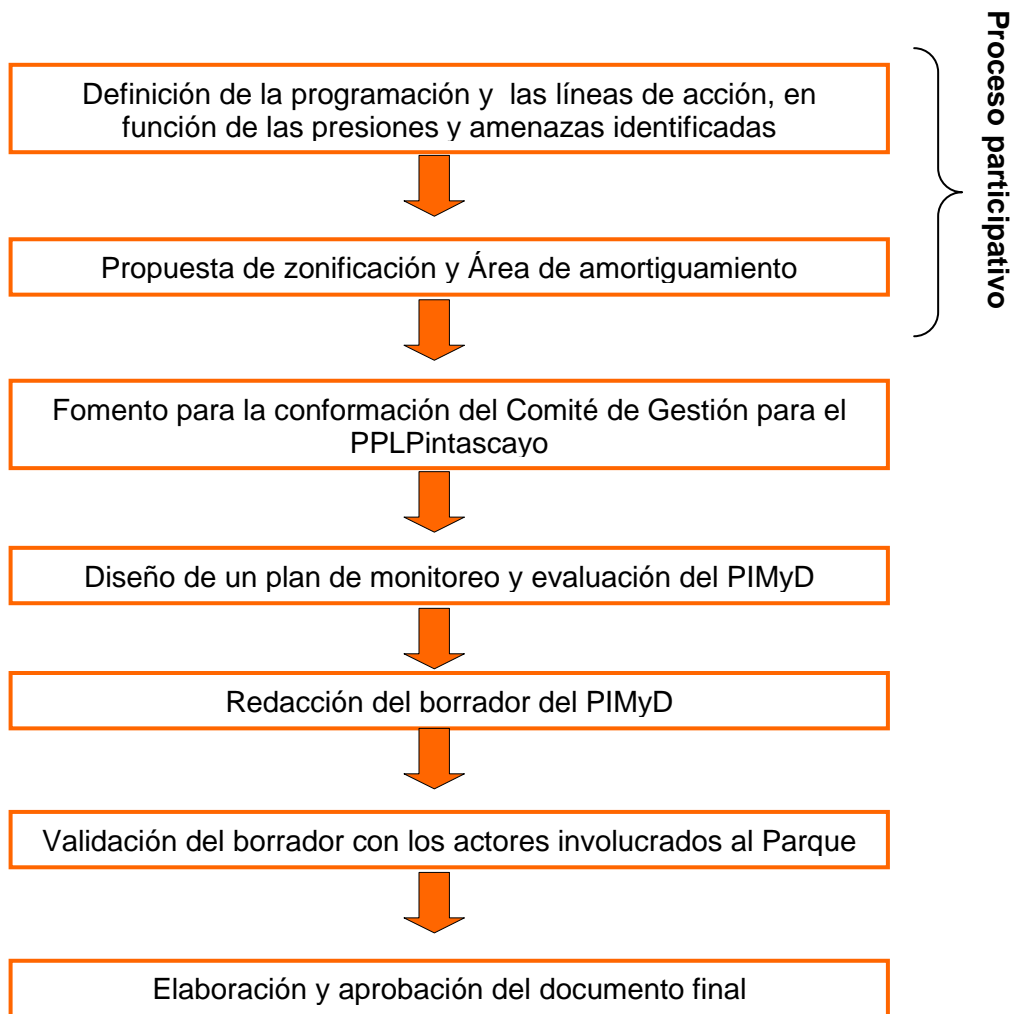 Definición de la programación y las líneas de acción, en
función de las presiones y amenazas identificadas
Propuesta de zonificación y Área de amortiguamiento
Proceso participativo
Fomento para la conformación del Comité de Gestión para el
PPLPintascayo
Diseño de un plan de monitoreo y evaluación del PIMyD
Redacción del borrador del PIMyD
Validación del borrador con los actores involucrados al Parque
Elaboración y aprobación del documento final